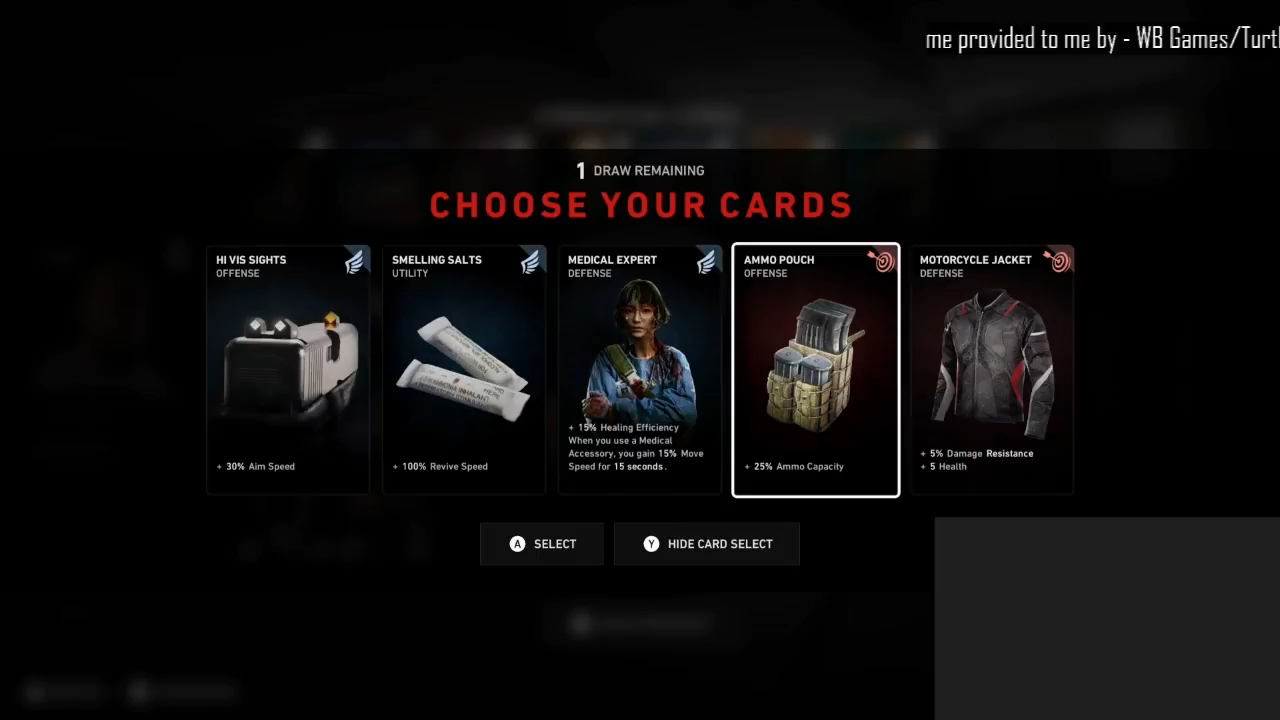 me provided to me by - WB Games/Turtl
1 DRAW REMAINING
CHOOSE YOUR CARDS
HI VIS SIGHTS
OFFENSE
+ 30% Aim Speed
SMELLING SALTS
UTILITY
+ 100% Revive Speed
MEDICAL EXPERT
DEFENSE
+ 15% Healing Efficiency
When you use a Medical
Accessory, you gain 15% Move
Speed for 15 seconds.
AMMO POUCH
OFFENSE
+ 25% Ammo Capacity
MOTORCYCLE JACKET
DEFENSE
+ 5% Damage Resistance
+ 5 Health
A SELECT
Y HIDE CARD SELECT